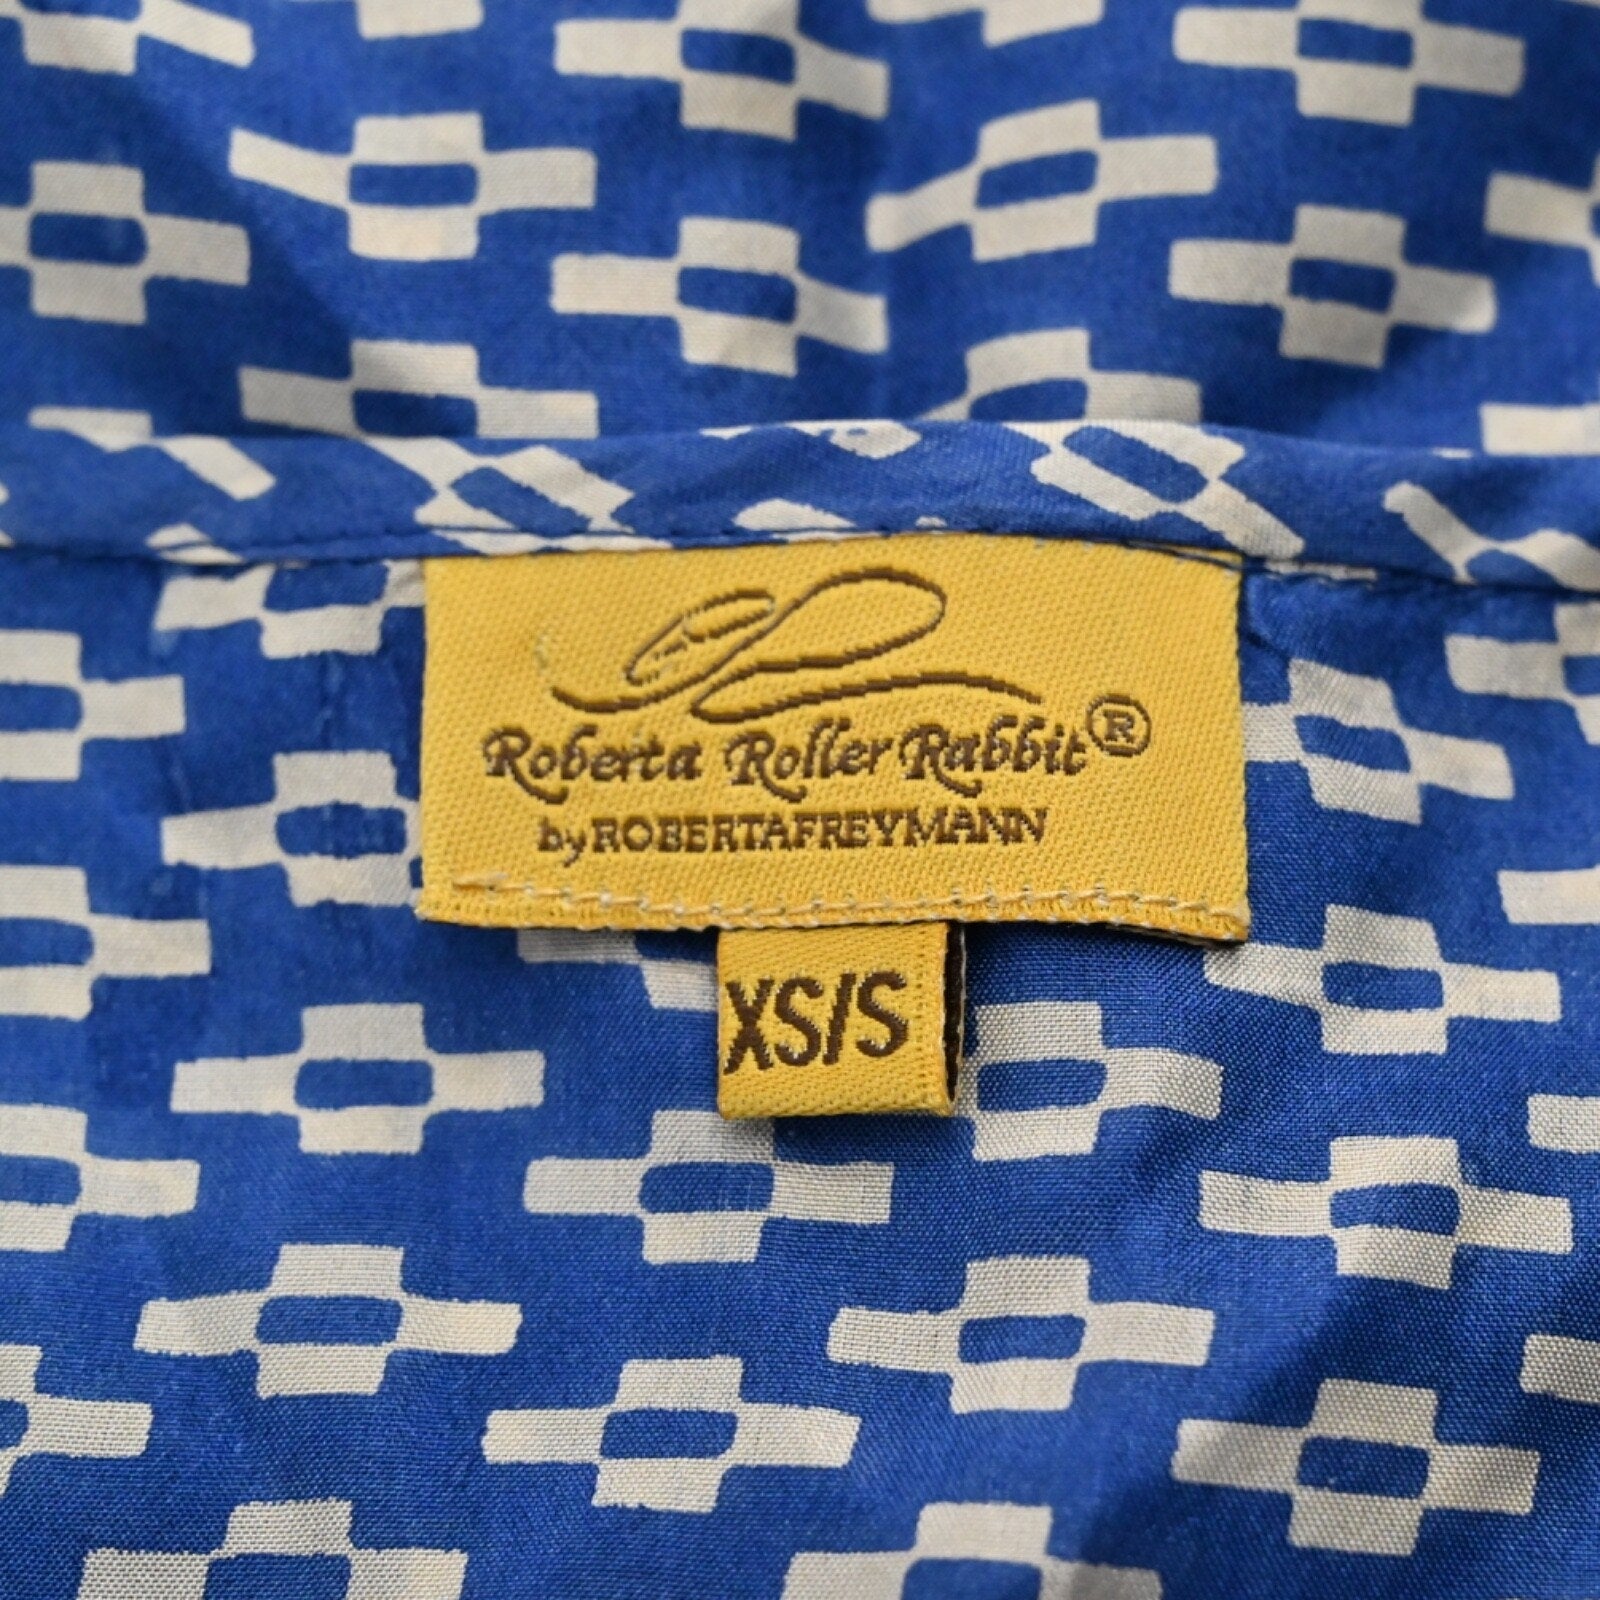 Roberta Roller Rabbit®
by ROBERTAFREYMANN
XS/S